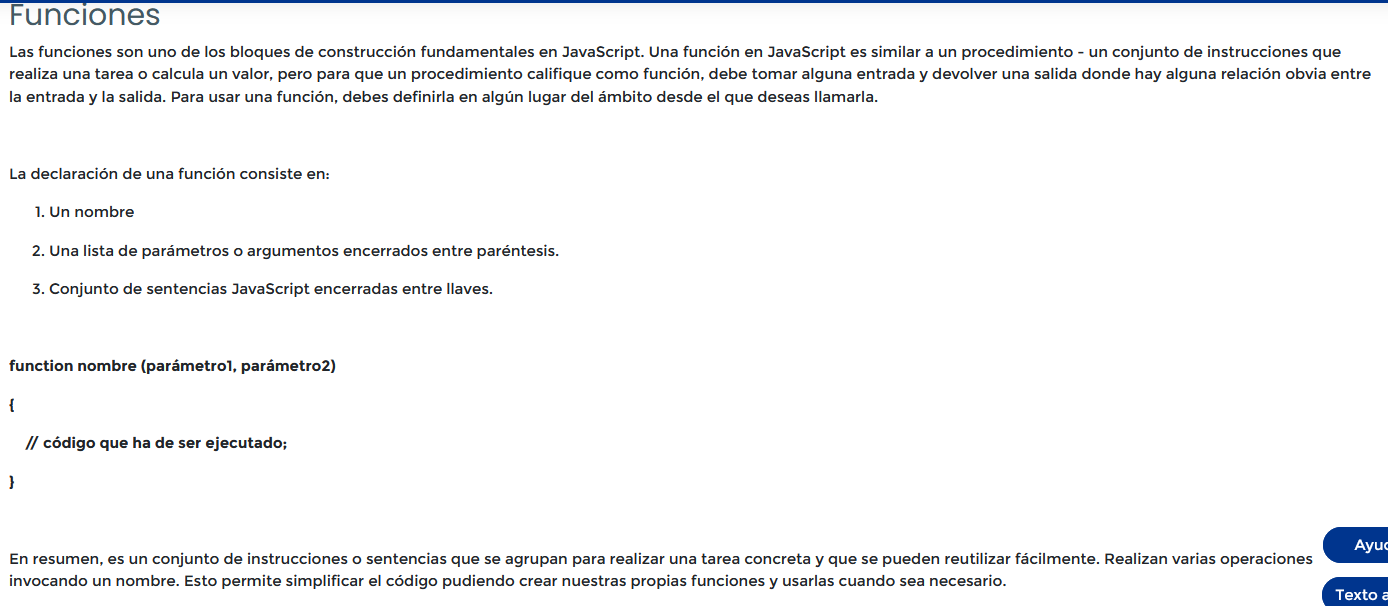 Funciones
Las funciones son uno de los bloques de construcción fundamentales en JavaScript. Una función en JavaScript es similar a un procedimiento - un conjunto de instrucciones que
realiza una tarea o calcula un valor, pero para que un procedimiento califique como función, debe tomar alguna entrada y devolver una salida donde hay alguna relación obvia entre
la entrada y la salida. Para usar una función, debes definirla en algún lugar del ámbito desde el que deseas llamarla.
La declaración de una función consiste en:
1. Un nombre
2. Una lista de parámetros o argumentos encerrados entre paréntesis.
3. Conjunto de sentencias JavaScript encerradas entre llaves.
function nombre (parámetro1, parámetro2)
{
// código que ha de ser ejecutado;
}
En resumen, es un conjunto de instrucciones o sentencias que se agrupan para realizar una tarea concreta y que se pueden reutilizar fácilmente. Realizan varias operaciones
invocando un nombre. Esto permite simplificar el código pudiendo crear nuestras propias funciones y usarlas cuando sea necesario.
Texto